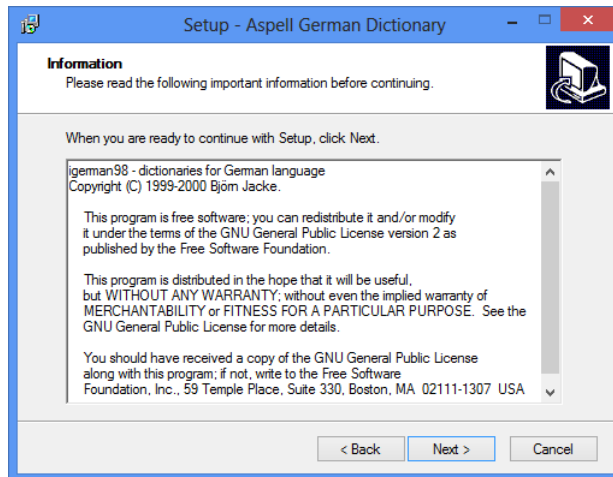 Setup - Aspell German Dictionary
Information
Please read the following important information before continuing.
When you are ready to continue with Setup, click Next.
igerman98 - dictionaries for German language
Copyright (C) 1999-2000 Björn Jacke.
This program is free software; you can redistribute it and/or modify
it under the terms of the GNU General Public License version 2 as
published by the Free Software Foundation.
This program is distributed in the hope that it will be useful,
but WITHOUT ANY WARRANTY; without even the implied warranty of
MERCHANTABILITY or FITNESS FOR A PARTICULAR PURPOSE.  See the
GNU General Public License for more details.
You should have received a copy of the GNU General Public License
along with this program; if not, write to the Free Software
Foundation, Inc., 59 Temple Place, Suite 330, Boston, MA  02111-1307  USA
< Back
Next >
Cancel